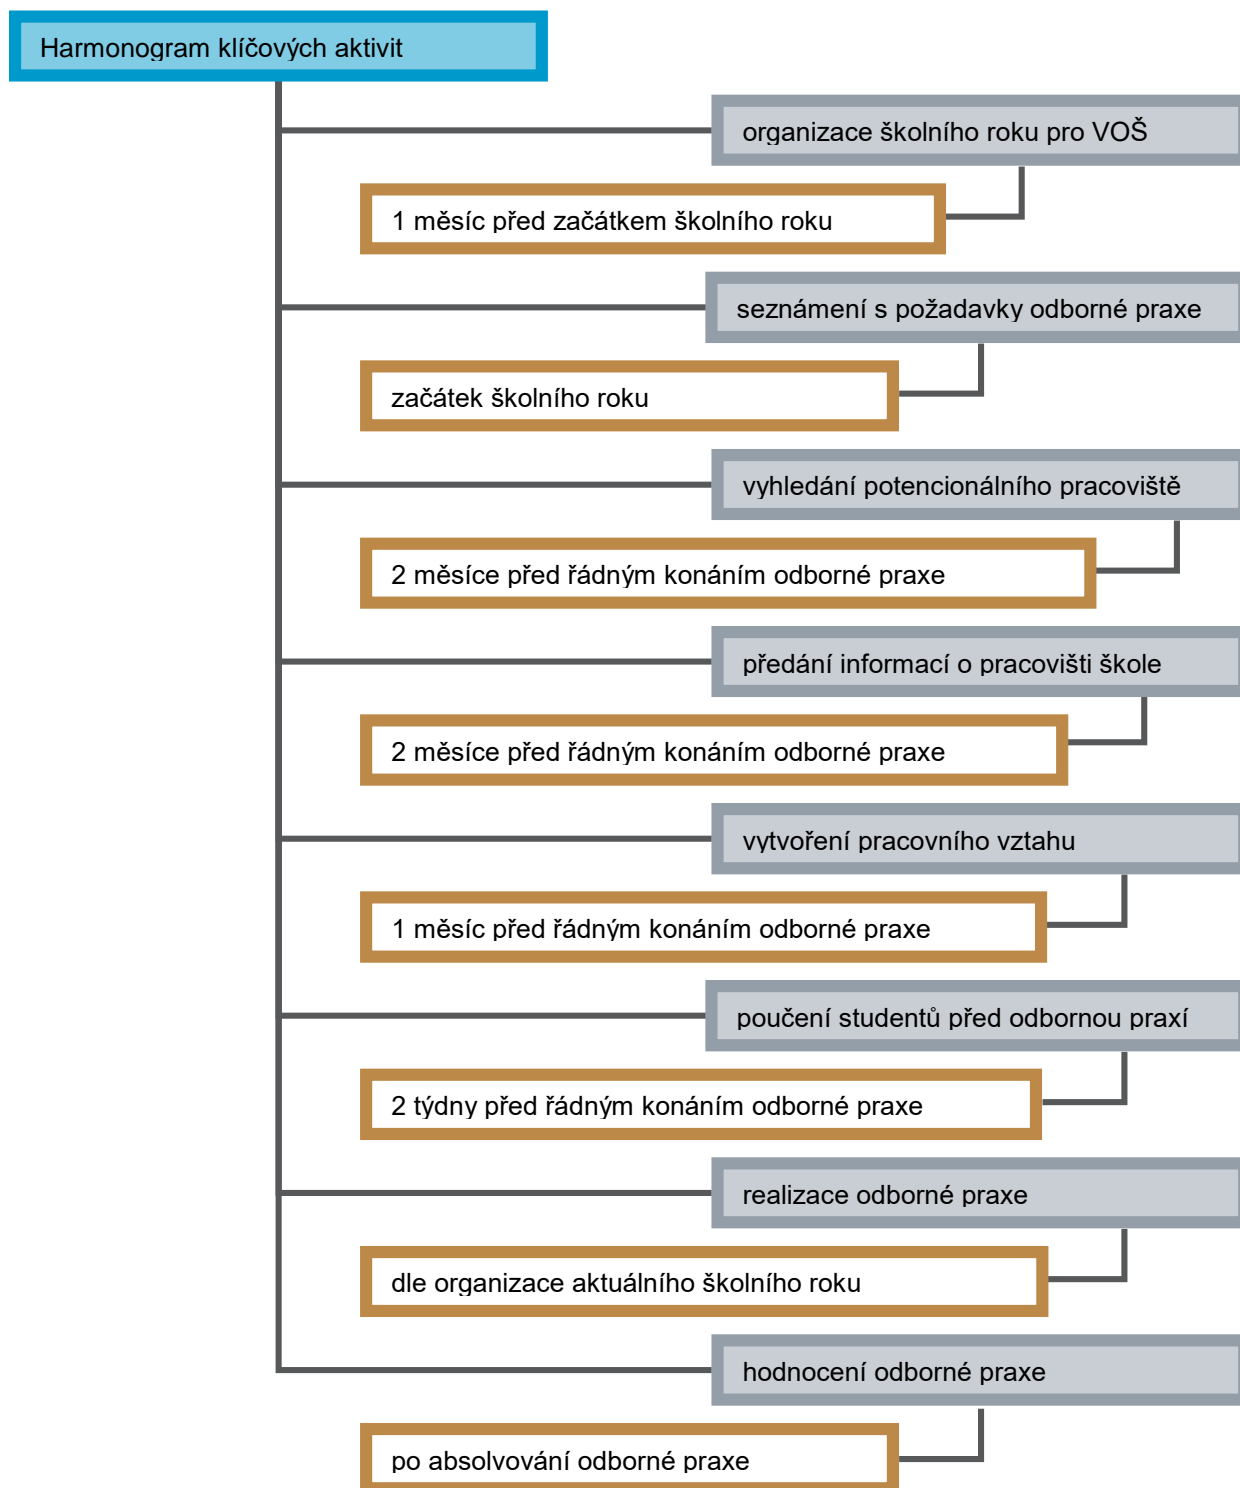 Harmonogram klíčových aktivit
organizace školního roku pro VOŠ
1 měsíc před začátkem školního roku
seznámení s požadavky odborné praxe
začátek školního roku
vyhledání potencionálního pracoviště
2 měsíce před řádným konáním odborné praxe
předání informací o pracovišti škole
2 měsíce před řádným konáním odborné praxe
vytvoření pracovního vztahu
1 měsíc před řádným konáním odborné praxe
poučení studentů před odbornou praxí
2 týdny před řádným konáním odborné praxe
realizace odborné praxe
dle organizace aktuálního školního roku
hodnocení odborné praxe
po absolvování odborné praxe